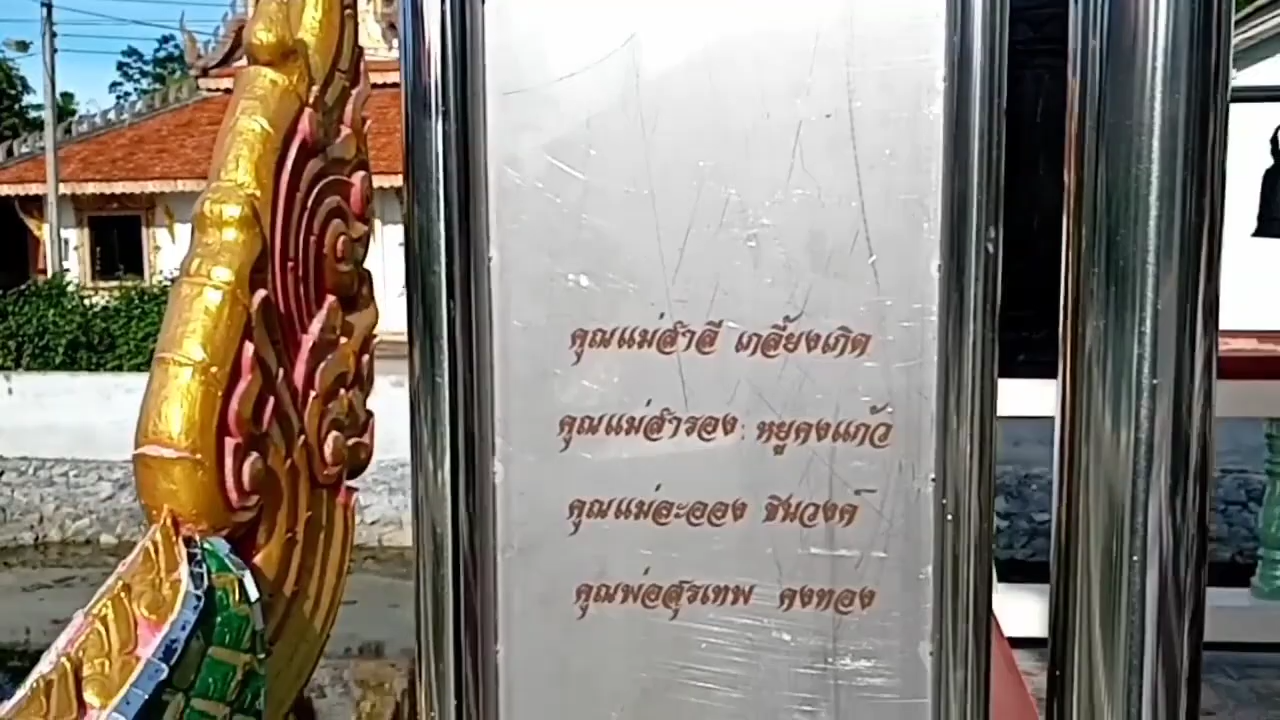 คุณแม่สำลี เกลี้ยงเกิด
คุณแม่สำรอง หยูคงแก้ว
คุณแม่ละออง ชินวงค์
คุณพ่อสุรเทพ คงทอง